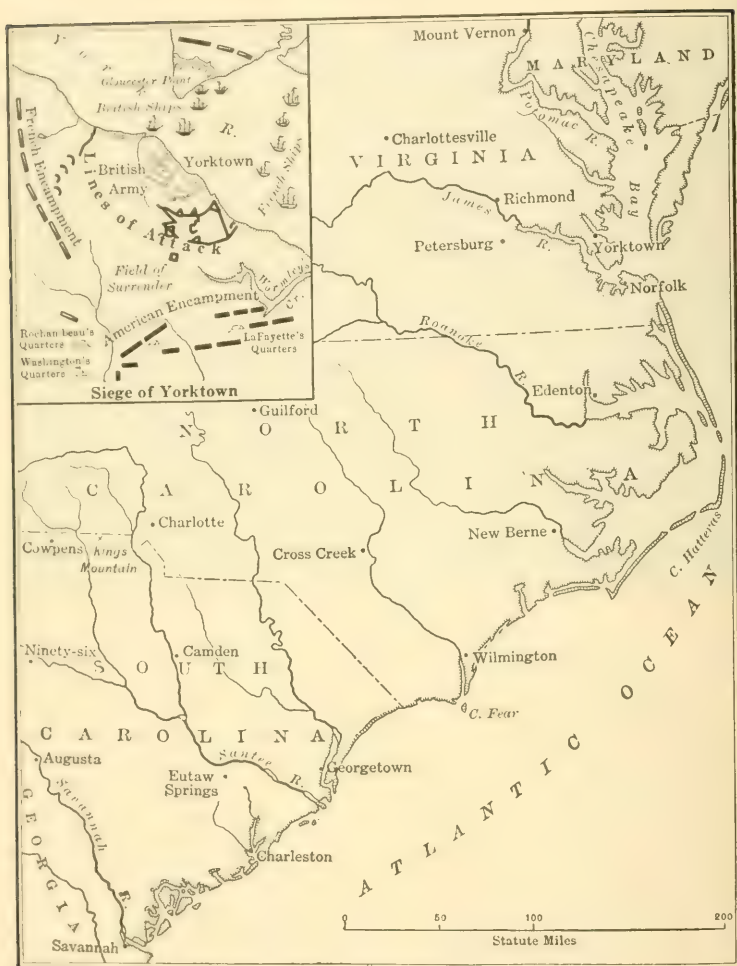 Gloucester Point
British Ships
R.
French Encampment
Lines of Attack
British
Army
Yorktown
French Ships
Field of
Surrender
Wormleys
Cr.
American Encampment
Rochambeau's
Quarters
Washington's
Quarters
LaFayette's
Quarters
Siege of Yorktown
Mount Vernon
MARYLAND
Chesapeake
Bay
Potomac R.
Charlottesville
VIRGINIA
James
R.
Richmond
Petersburg
Yorktown
Norfolk
Roanoke
R.
Edenton
Guilford
NORTH
CAROLINA
Charlotte
Cowpens
Kings
Mountain
Cross Creek
New Berne
C. Hatteras
Ninety-six
Camden
SOUTH
CAROLINA
Wilmington
C. Fear
Augusta
Santee
R.
Georgetown
Eutaw
Springs
Savannah
R.
GEORGIA
Charleston
Savannah
ATLANTIC OCEAN
0 50 100 200
Statute Miles